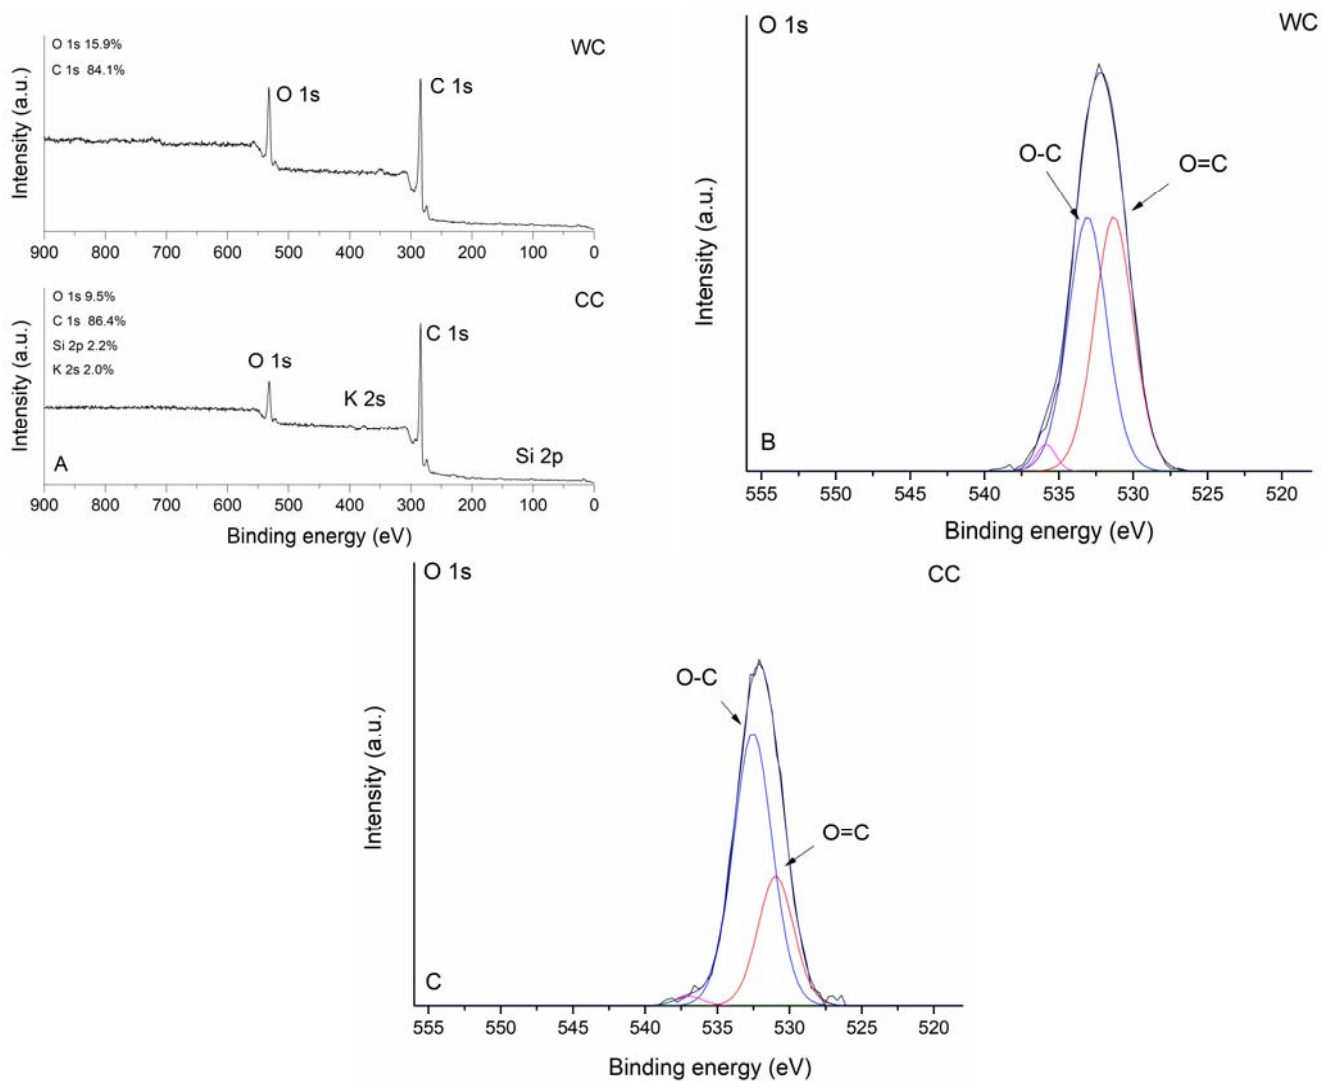 O 1s 15.9%
C 1s 84.1%
WC
O 1s
C 1s
Intensity (a.u.)
900 800 700 600 500 400 300 200 100 0
O 1s 9.5%
C 1s 86.4%
Si 2p 2.2%
K 2s 2.0%
CC
C 1s
O 1s
K 2s
Si 2p
A
Intensity (a.u.)
900 800 700 600 500 400 300 200 100 0
Binding energy (eV)
O 1s
WC
O-C
O=C
B
Intensity (a.u.)
555 550 545 540 535 530 525 520
Binding energy (eV)
O 1s
CC
O-C
O=C
C
Intensity (a.u.)
555 550 545 540 535 530 525 520
Binding energy (eV)